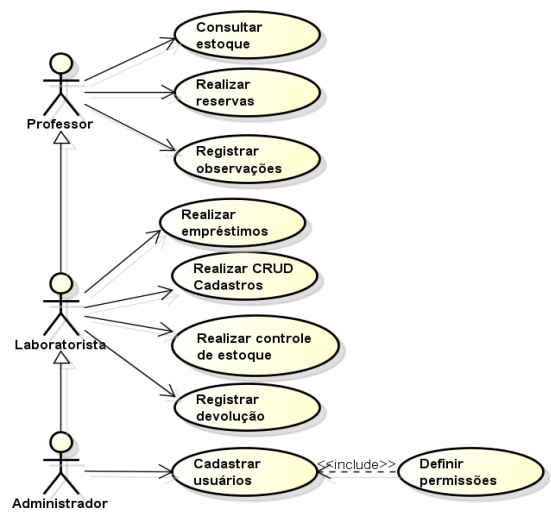 Consultar
estoque
Realizar
reservas
Professor
Registrar
observações
Realizar
empréstimos
Realizar CRUD
Cadastros
Laboratorista
Realizar controle
de estoque
Registrar
devolução
Administrador
Cadastrar
usuários
<<include>>
Definir
permissões